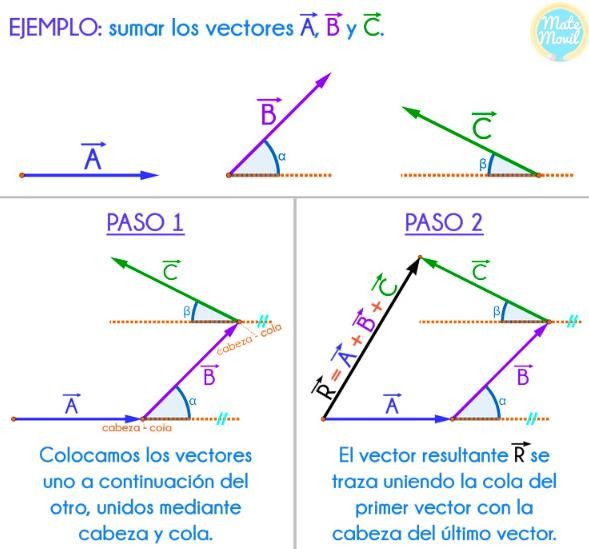 EJEMPLO: sumar los vectores A, B y C.
Mate
Movil
A
B
α
C
β
PASO 1
C
β
cabeza - cola
B
A
α
cabeza - cola
Colocamos los vectores
uno a continuación del
otro, unidos mediante
cabeza y cola.
PASO 2
C
β
R = A + B + C
B
A
α
El vector resultante R se
traza uniendo la cola del
primer vector con la
cabeza del último vector.